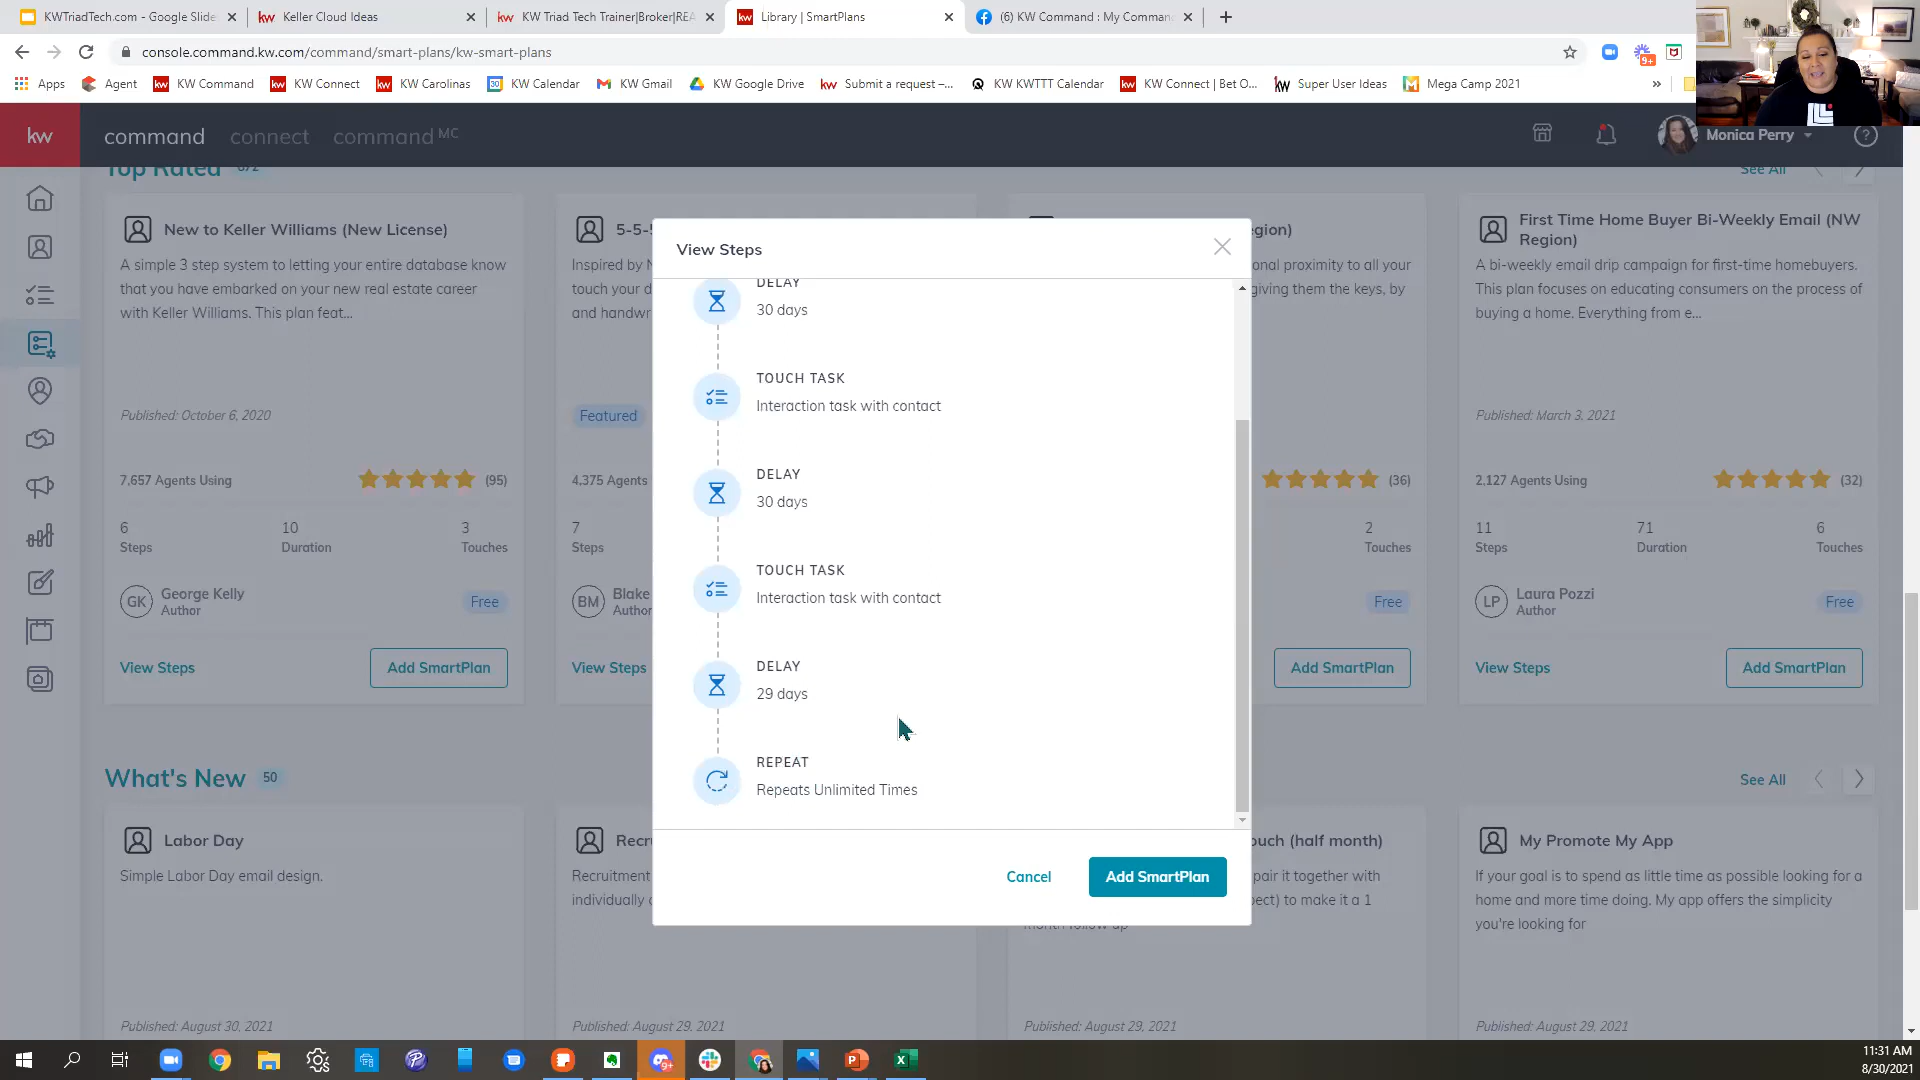 KWTriadTech.com - Google Slide
Keller Cloud Ideas
KW Triad Tech Trainer|Broker|REA
Library | SmartPlans
(6) KW Command : My Comman
console.command.kw.com/command/smart-plans/kw-smart-plans
Apps
Agent
KW Command
KW Connect
KW Carolinas
KW Calendar
KW Gmail
KW Google Drive
Submit a request –...
KW KWTTT Calendar
KW Connect | Bet O...
Super User Ideas
Mega Camp 2021
kw
command
connect
command MC
Monica Perry
Top Rated
See All
New to Keller Williams (New License)
A simple 3 step system to letting your entire database know
that you have embarked on your new real estate career
with Keller Williams. This plan feat...
Published: October 6, 2020
7,657 Agents Using
(95)
6
10
3
Steps
Duration
Touches
GK
George Kelly
Author
Free
View Steps
Add SmartPlan
5-5-5
Inspired by
touch your d
and handwr
Featured
4,375 Agents
7
Steps
BM
Blake
Author
View Steps
egion)
onal proximity to all your
giving them the keys, by
Published: March 3, 2021
(36)
2
Touches
Free
Add SmartPlan
First Time Home Buyer Bi-Weekly Email (NW
Region)
A bi-weekly email drip campaign for first-time homebuyers.
This plan focuses on educating consumers on the process of
buying a home. Everything from e...
Published: March 3, 2021
2,127 Agents Using
(32)
11
71
6
Steps
Duration
Touches
LP
Laura Pozzi
Author
Free
View Steps
Add SmartPlan
View Steps
DELAY
30 days
TOUCH TASK
Interaction task with contact
DELAY
30 days
TOUCH TASK
Interaction task with contact
DELAY
29 days
REPEAT
Repeats Unlimited Times
Cancel
Add SmartPlan
What's New
50
See All
Labor Day
Simple Labor Day email design.
Published: August 30, 2021
Recru
Recruitment
individually
Published: August 29, 2021
ouch (half month)
pair it together with
ect) to make it a 1
Published: August 29, 2021
My Promote My App
If your goal is to spend as little time as possible looking for a
home and more time doing. My app offers the simplicity
you're looking for
Published: August 29, 2021
11:31 AM
8/30/2021